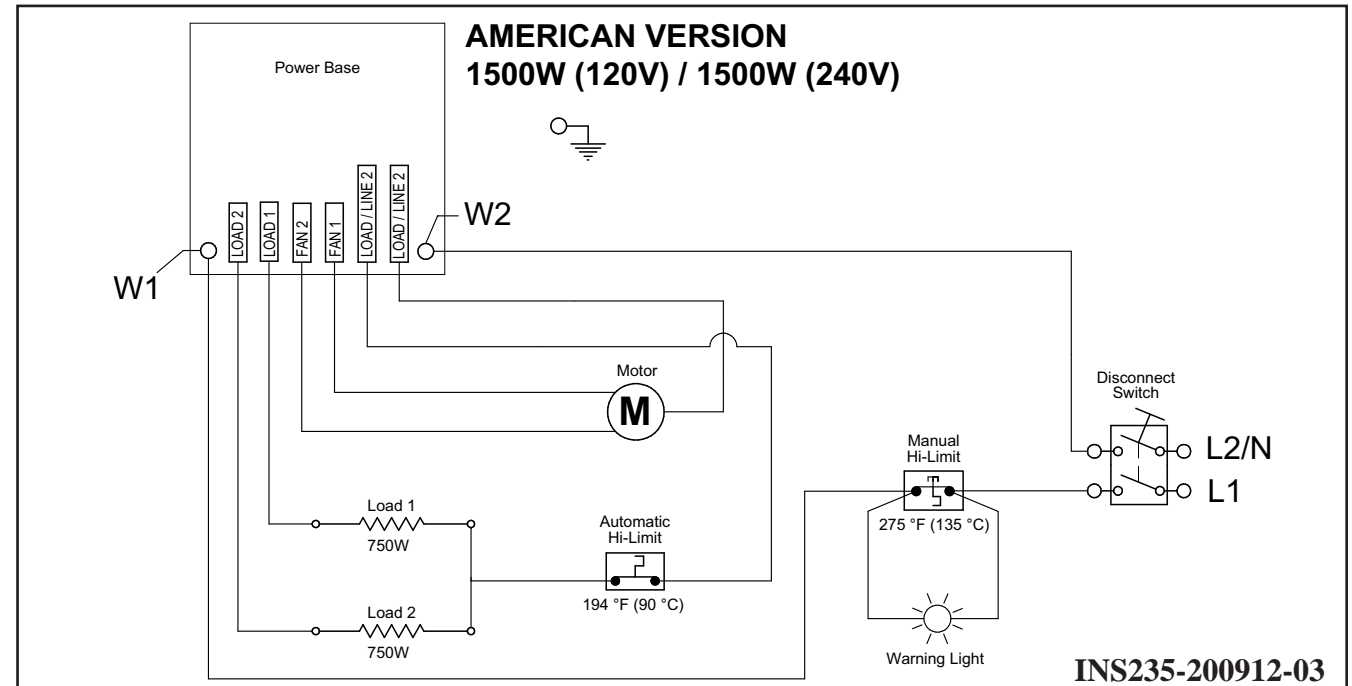 AMERICAN VERSION
1500W (120V) / 1500W (240V)
Power Base
LOAD 2
LOAD 1
FAN 2
FAN 1
LOAD / LINE 2
LOAD / LINE 2
W2
W1
Motor
M
Disconnect
Switch
L2/N
L1
Manual
Hi-Limit
275 °F (135 °C)
Load 1
750W
Automatic
Hi-Limit
194 °F (90 °C)
Load 2
750W
Warning Light
INS235-200912-03